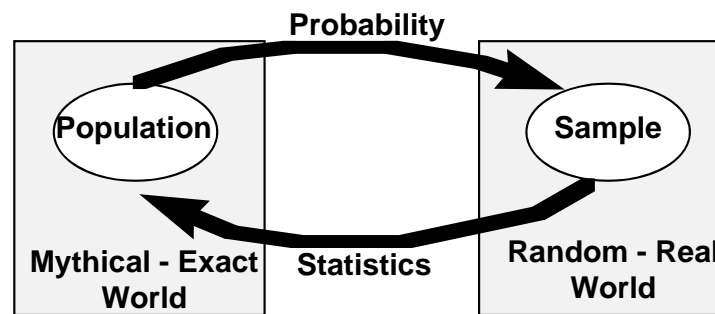 Probability
Population
Sample
Statistics
Mythical - Exact
World
Random - Real
World